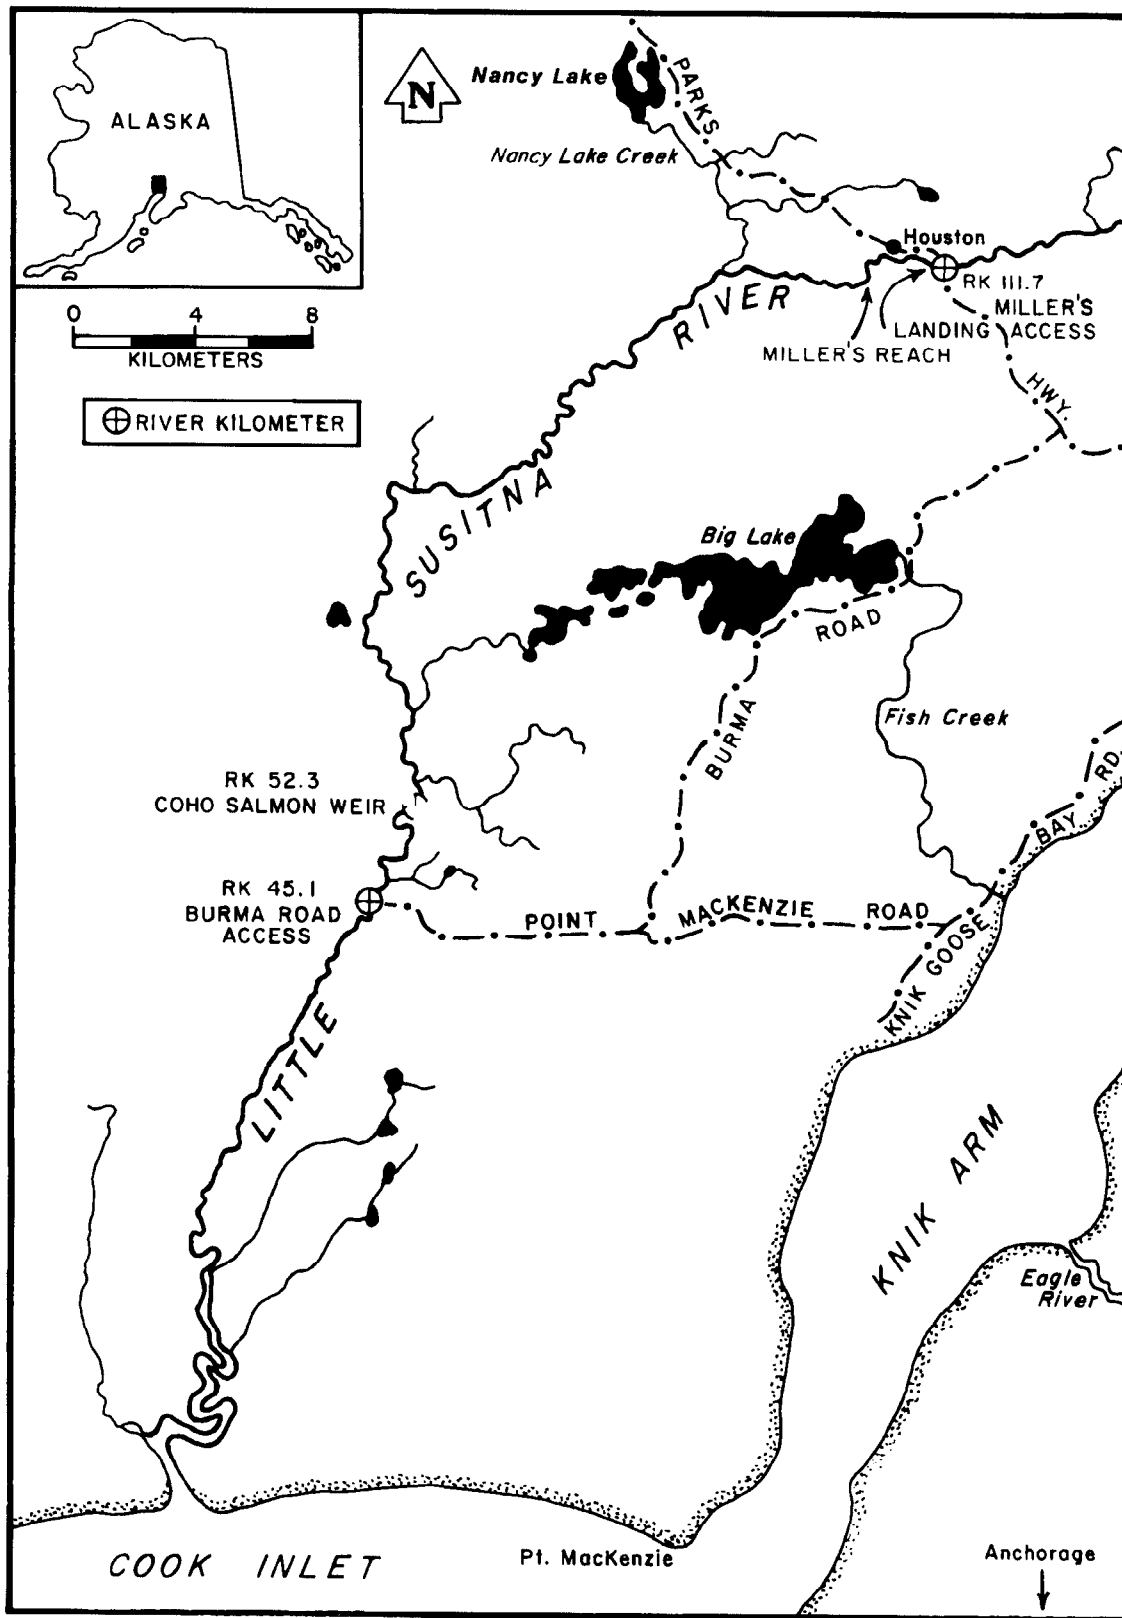 ALASKA
N
Nancy Lake
PARKS
Nancy Lake Creek
Houston
RK 111.7
MILLER'S
LANDING ACCESS
MILLER'S REACH
HWY.
0 4 8
KILOMETERS
RIVER KILOMETER
LITTLE SUSITNA RIVER
Big Lake
BURMA ROAD
Fish Creek
RK 52.3
COHO SALMON WEIR
RK 45.1
BURMA ROAD
ACCESS
POINT MACKENZIE ROAD
KNIK GOOSE BAY RD.
KNIK ARM
Eagle
River
COOK INLET
Pt. MacKenzie
Anchorage